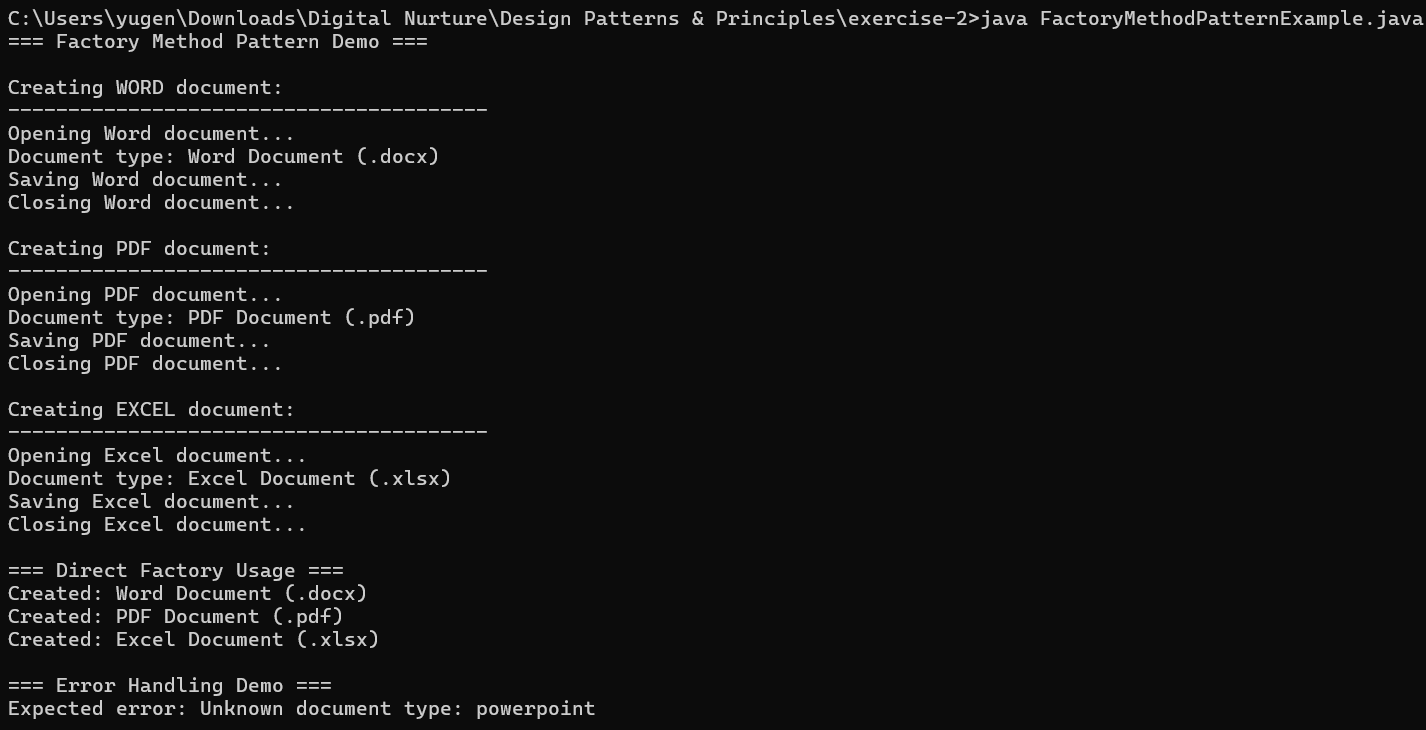 C:\Users\yugen\Downloads\Digital Nurture\Design Patterns & Principles\exercise-2>java FactoryMethodPatternExample.java
=== Factory Method Pattern Demo ===

Creating WORD document:
----------------------------------------
Opening Word document...
Document type: Word Document (.docx)
Saving Word document...
Closing Word document...

Creating PDF document:
----------------------------------------
Opening PDF document...
Document type: PDF Document (.pdf)
Saving PDF document...
Closing PDF document...

Creating EXCEL document:
----------------------------------------
Opening Excel document...
Document type: Excel Document (.xlsx)
Saving Excel document...
Closing Excel document...

=== Direct Factory Usage ===
Created: Word Document (.docx)
Created: PDF Document (.pdf)
Created: Excel Document (.xlsx)

=== Error Handling Demo ===
Expected error: Unknown document type: powerpoint